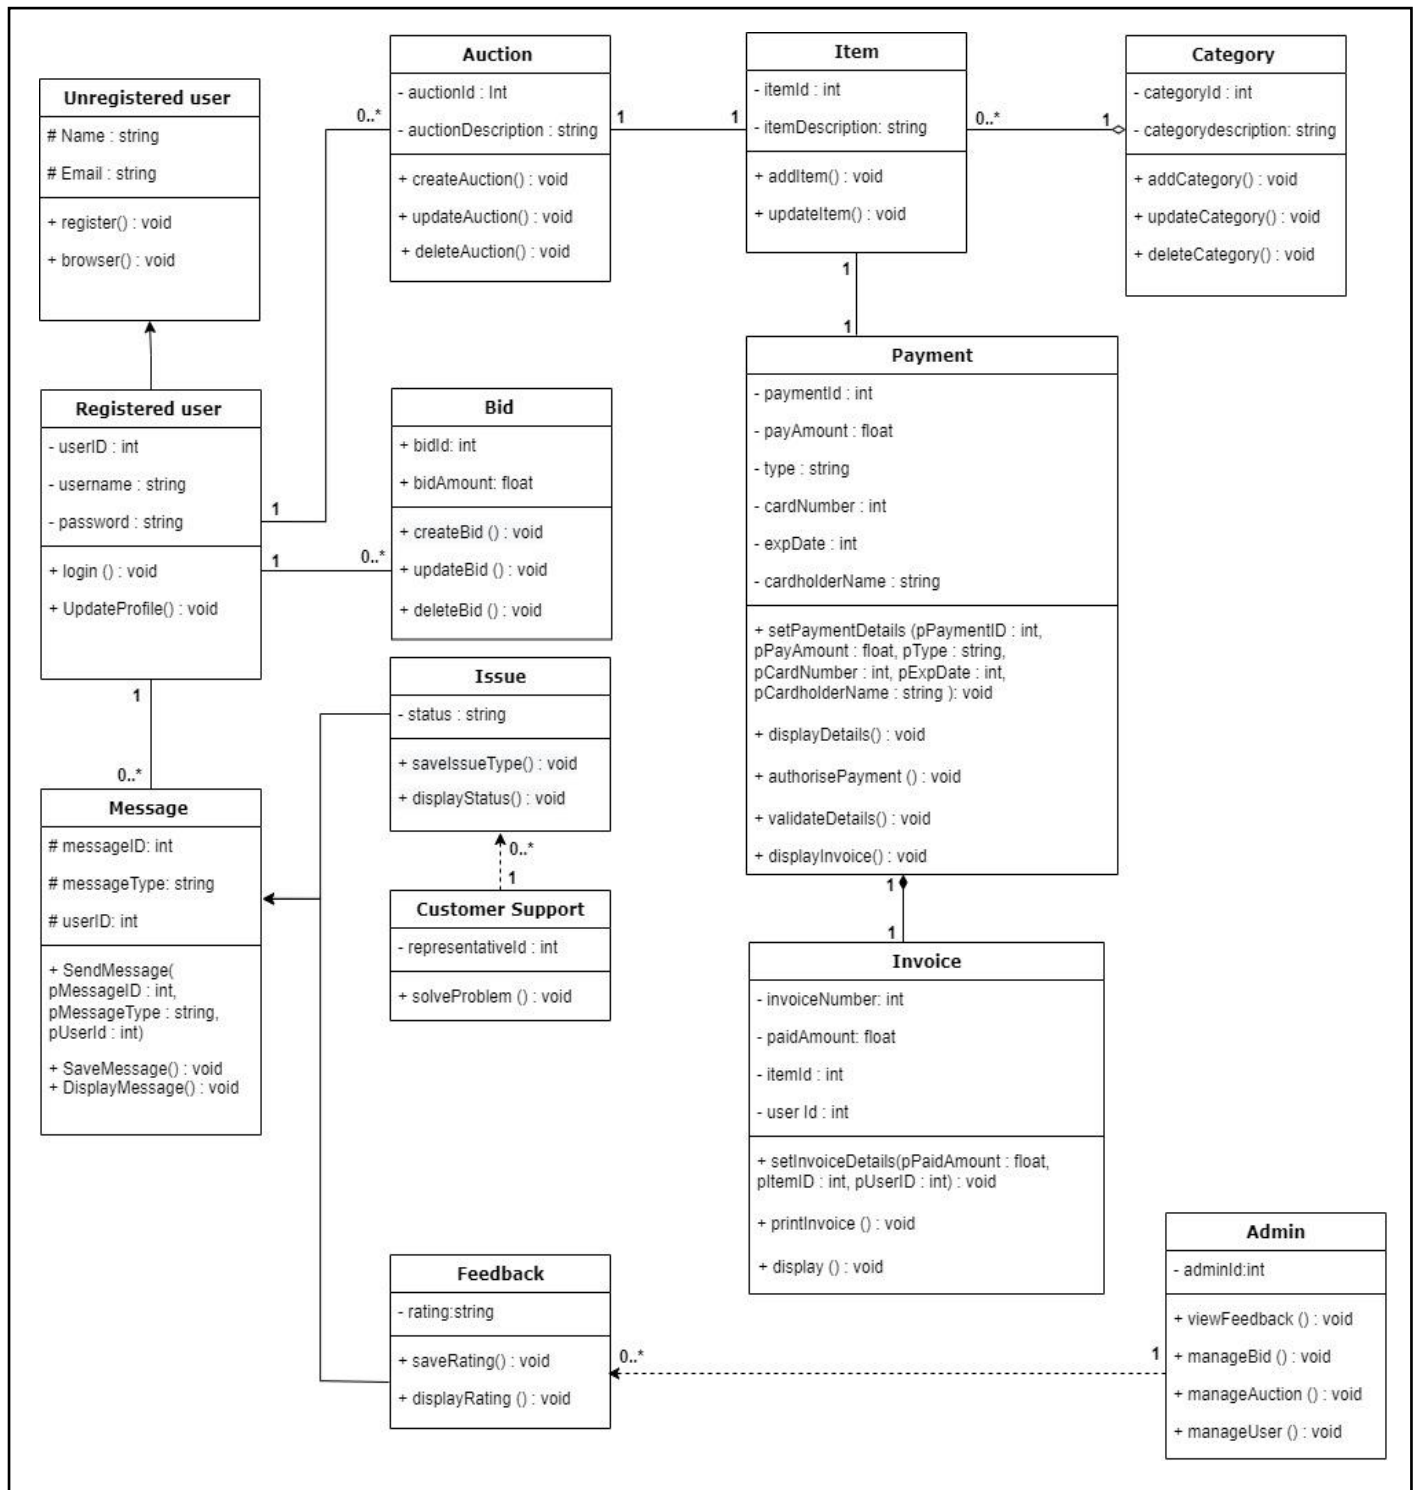 Unregistered user
# Name : string
# Email : string
+ register() : void
+ browser() : void
Auction
- auctionId : Int
- auctionDescription : string
+ createAuction() : void
+ updateAuction() : void
+ deleteAuction() : void
0..*
1
1
Item
- itemId : int
- itemDescription: string
+ addItem() : void
+ updateItem() : void
0..*
1
Category
- categoryId : int
- categorydescription: string
+ addCategory() : void
+ updateCategory() : void
+ deleteCategory() : void
1
1
Registered user
- userID : int
- username : string
- password : string
+ login () : void
+ UpdateProfile() : void
1
1
0..*
Bid
+ bidId: int
+ bidAmount: float
+ createBid () : void
+ updateBid () : void
+ deleteBid () : void
Payment
- paymentId : int
- payAmount : float
- type : string
- cardNumber : int
- expDate : int
- cardholderName : string
+ setPaymentDetails (pPaymentID : int,
pPayAmount : float, pType : string,
pCardNumber : int, pExpDate : int,
pCardholderName : string ): void
+ displayDetails() : void
+ authorisePayment () : void
+ validateDetails() : void
+ displayInvoice() : void
1
0..*
Issue
- status : string
+ saveIssueType() : void
+ displayStatus() : void
0..*
1
Message
# messageID: int
# messageType: string
# userID: int
+ SendMessage(
pMessageID : int,
pMessageType : string,
pUserId : int)
+ SaveMessage() : void
+ DisplayMessage() : void
Customer Support
- representativeId : int
+ solveProblem () : void
1
1
Invoice
- invoiceNumber: int
- paidAmount: float
- itemId : int
- user Id : int
+ setInvoiceDetails(pPaidAmount : float,
pItemID : int, pUserID : int) : void
+ printInvoice () : void
+ display () : void
Feedback
- rating:string
+ saveRating() : void
+ displayRating () : void
0..*
1
Admin
- adminId:int
+ viewFeedback () : void
+ manageBid () : void
+ manageAuction () : void
+ manageUser () : void